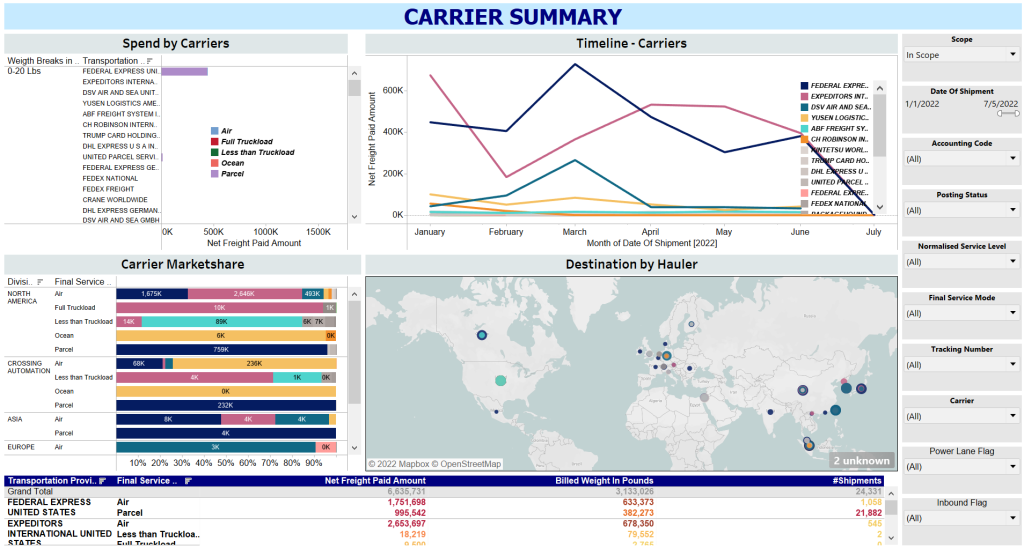 CARRIER SUMMARY
Spend by Carriers
Weigth Breaks in ..
Transportation ..
0-20 Lbs
FEDERAL EXPRESS UNI..
EXPEDITORS INTERNA..
DSV AIR AND SEA UNIT..
YUSEN LOGISTICS AME..
ABF FREIGHT SYSTEM I..
CH ROBINSON INTERN..
TRUMP CARD HOLDING..
DHL EXPRESS U S A IN..
UNITED PARCEL SERVI..
FEDERAL EXPRESS GE..
FEDEX NATIONAL
FEDEX FREIGHT
CRANE WORLDWIDE
DHL EXPRESS GERMAN..
DSV AIR AND SEA GMBH
Air
Full Truckload
Less than Truckload
Ocean
Parcel
0K 500K 1000K 1500K
Net Freight Paid Amount
Timeline - Carriers
Net Freight Paid Amount
600K
400K
200K
0K
January February March April May June July
Month of Date Of Shipment [2022]
FEDERAL EXPRE..
EXPEDITORS INT..
DSV AIR AND SEA..
YUSEN LOGISTIC..
ABF FREIGHT SY..
CH ROBINSON IN..
KINTETSU WORL..
TRUMP CARD HO..
DHL EXPRESS U ..
UNITED PARCEL ..
FEDERAL EXPRE..
FEDEX NATIONAL
Scope
In Scope
Date Of Shipment
1/1/2022 7/5/2022
Accounting Code
(All)
Posting Status
(All)
Normalised Service Level
(All)
Final Service Mode
(All)
Tracking Number
(All)
Carrier
(All)
Power Lane Flag
(All)
Inbound Flag
(All)
Carrier Marketshare
Divisi..
Final Service ..
NORTH AMERICA
Air 1,675K 2,646K 493K
Full Truckload 10K 1K
Less than Truckload 14K 89K 6K 7K
Ocean 6K 0K
Parcel 759K
CROSSING AUTOMATION
Air 68K 236K
Less than Truckload 4K 1K 0K
Ocean 0K
Parcel 232K
ASIA
Air 8K 4K 4K
Parcel 4K
EUROPE
Air 3K 0K
10% 20% 30% 40% 50% 60% 70% 80% 90%
Destination by Hauler
© 2022 Mapbox © OpenStreetMap
2 unknown
Transportation Provi.. Final Service .. Net Freight Paid Amount Billed Weight In Pounds #Shipments
Grand Total 6,635,731 3,133,026 24,331
FEDERAL EXPRESS Air 1,751,698 633,373 1,058
UNITED STATES Parcel 995,542 382,273 21,882
EXPEDITORS Air 2,653,697 678,350 545
INTERNATIONAL UNITED Less than Truckloa.. 18,219 79,552 2
STATES Full Truckload 9,500